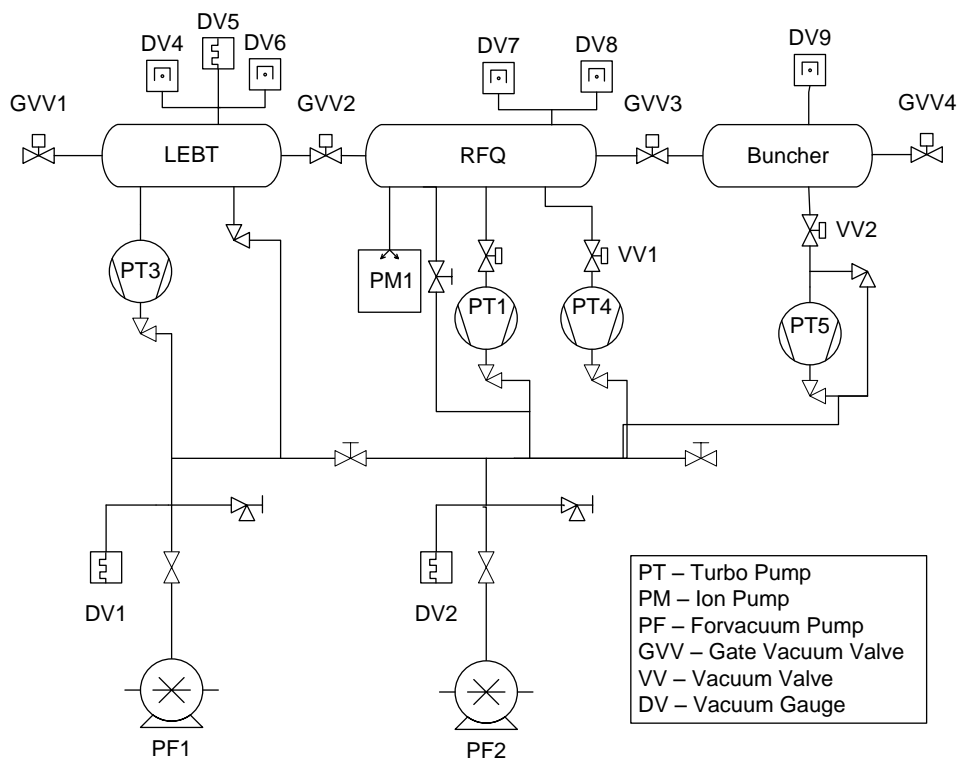 DV5
DV4
DV6
DV7
DV8
DV9
GVV1
GVV2
GVV3
GVV4
LEBT
RFQ
Buncher
PT3
PM1
PT1
PT4
VV1
VV2
PT5
DV1
DV2
PF1
PF2
PT – Turbo Pump
PM – Ion Pump
PF – Forvacuum Pump
GVV – Gate Vacuum Valve
VV – Vacuum Valve
DV – Vacuum Gauge